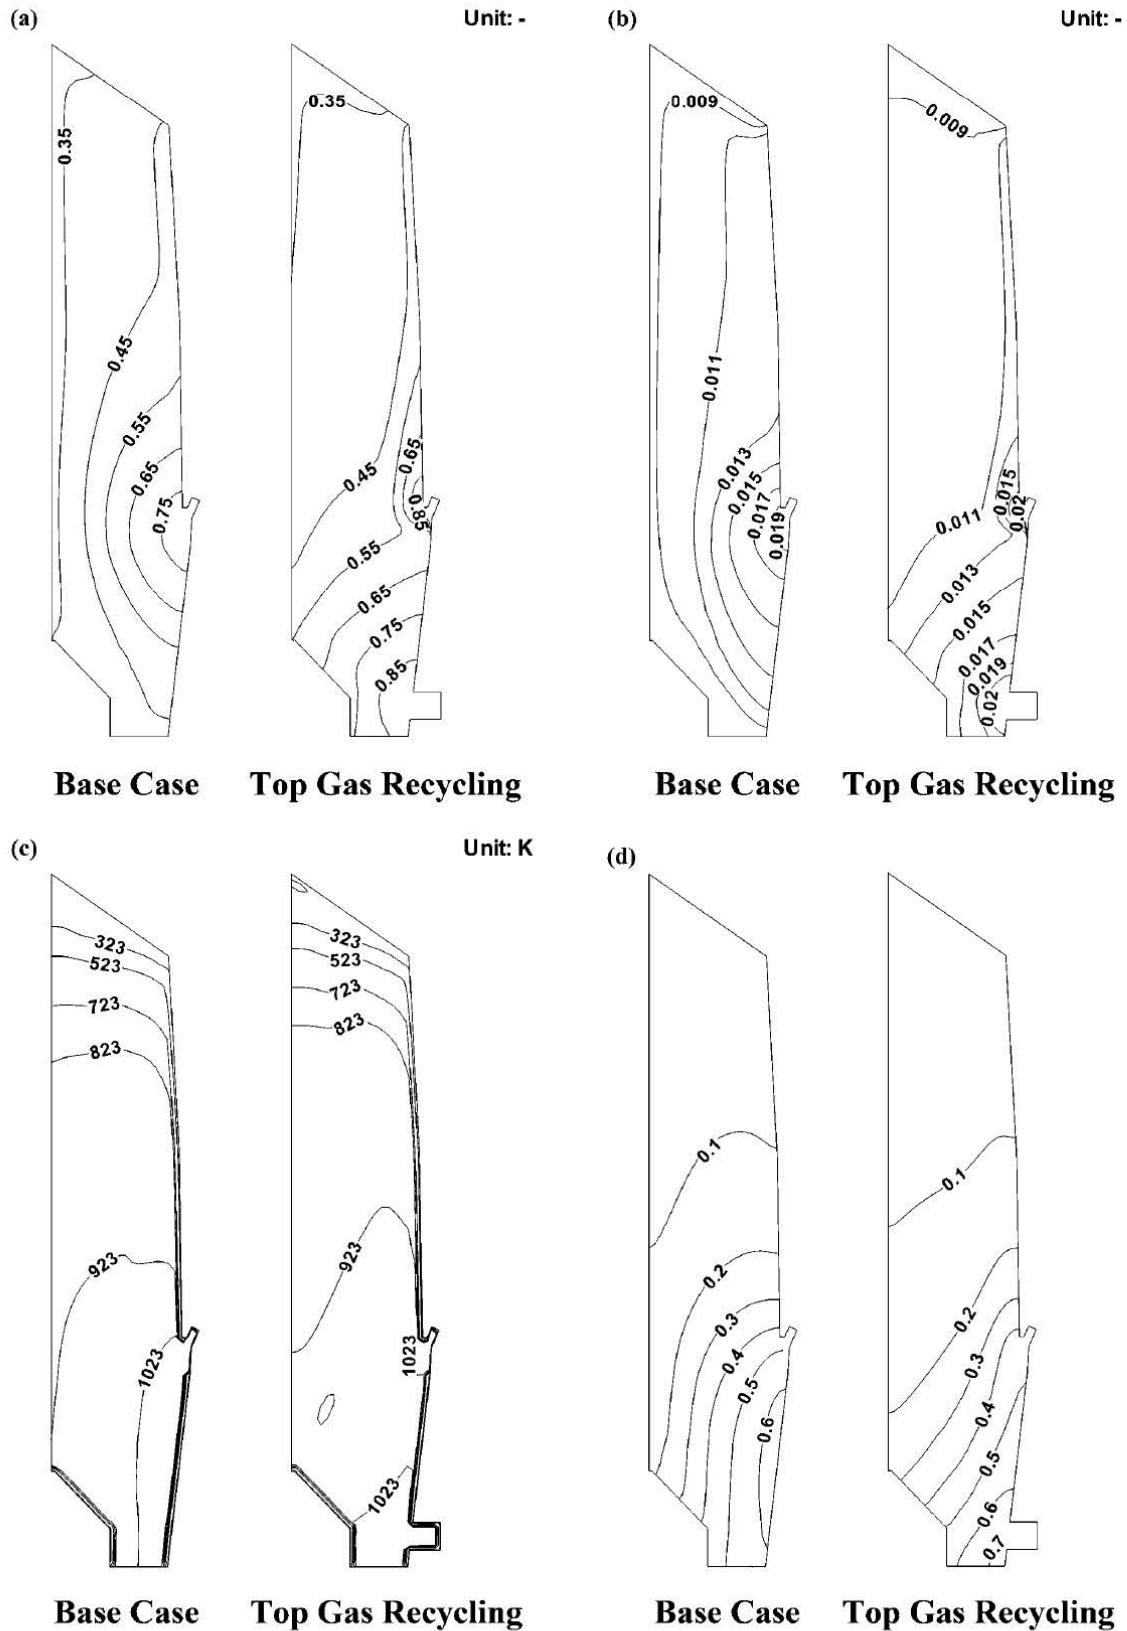 (a) Unit: - (b) Unit: -
0.35 0.45 0.55 0.65 0.75
0.35 0.45 0.55 0.65 0.75 0.85 0.65 0.85
0.009 0.011 0.013 0.015 0.017 0.019
0.009 0.011 0.013 0.015 0.017 0.019 0.02 0.015 0.02
Base Case Top Gas Recycling Base Case Top Gas Recycling
(c) Unit: K (d)
323 523 723 823 923 1023
323 523 723 823 923 1023 1023
0.1 0.2 0.3 0.4 0.5 0.6
0.1 0.2 0.3 0.4 0.5 0.6 0.7
Base Case Top Gas Recycling Base Case Top Gas Recycling